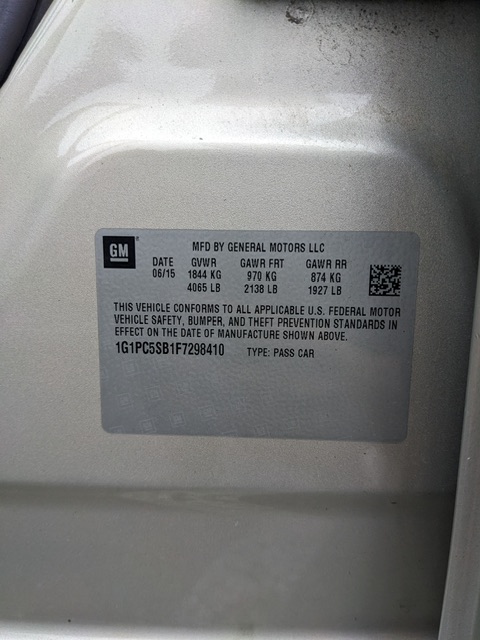 GM ® MFD BY GENERAL MOTORS LLC
DATE GVWR GAWR FRT GAWR RR
06/15 1844 KG 970 KG 874 KG
4065 LB 2138 LB 1927 LB
THIS VEHICLE CONFORMS TO ALL APPLICABLE U.S. FEDERAL MOTOR
VEHICLE SAFETY, BUMPER, AND THEFT PREVENTION STANDARDS IN
EFFECT ON THE DATE OF MANUFACTURE SHOWN ABOVE.
1G1PC5SB1F7298410 TYPE: PASS CAR